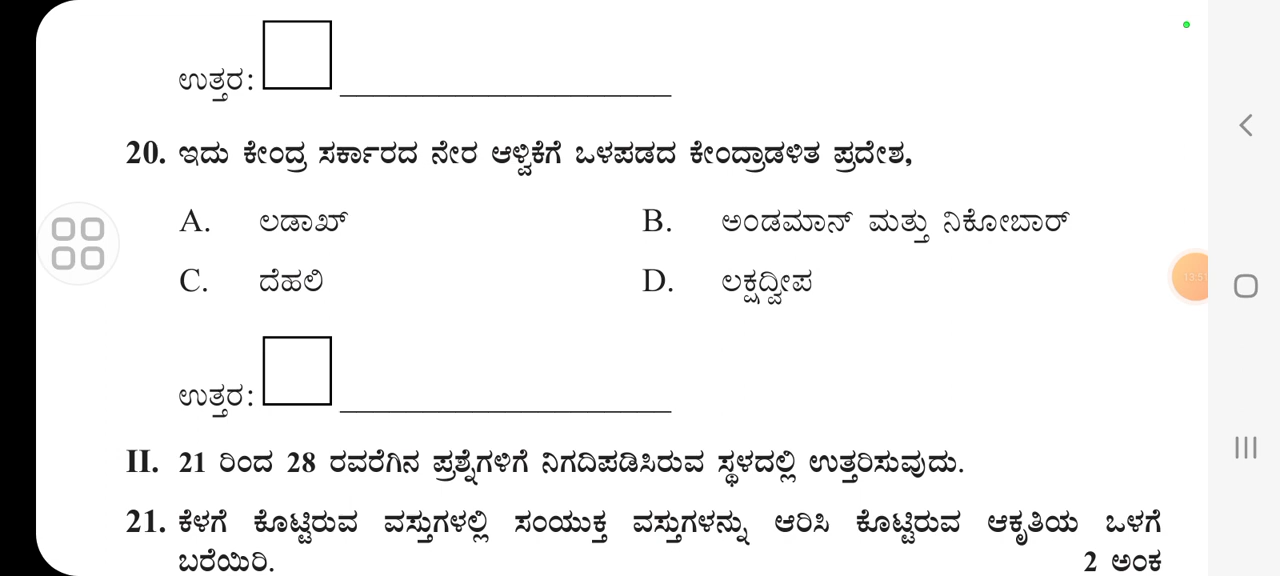 ಉತ್ತರ:
20. ಇದು ಕೇಂದ್ರ ಸರ್ಕಾರದ ನೇರ ಆಳ್ವಿಕೆಗೆ ಒಳಪಡದ ಕೇಂದ್ರಾಡಳಿತ ಪ್ರದೇಶ,
A. ಲಡಾಖ್ B. ಅಂಡಮಾನ್ ಮತ್ತು ನಿಕೋಬಾರ್
C. ದೆಹಲಿ D. ಲಕ್ಷದ್ವೀಪ
13:51
ಉತ್ತರ:
II. 21 ರಿಂದ 28 ರವರೆಗಿನ ಪ್ರಶ್ನೆಗಳಿಗೆ ನಿಗದಿಪಡಿಸಿರುವ ಸ್ಥಳದಲ್ಲಿ ಉತ್ತರಿಸುವುದು.
21. ಕೆಳಗೆ ಕೊಟ್ಟಿರುವ ವಸ್ತುಗಳಲ್ಲಿ ಸಂಯುಕ್ತ ವಸ್ತುಗಳನ್ನು ಆರಿಸಿ ಕೊಟ್ಟಿರುವ ಆಕೃತಿಯ ಒಳಗೆ
ಬರೆಯಿರಿ. 2 ಅಂಕ